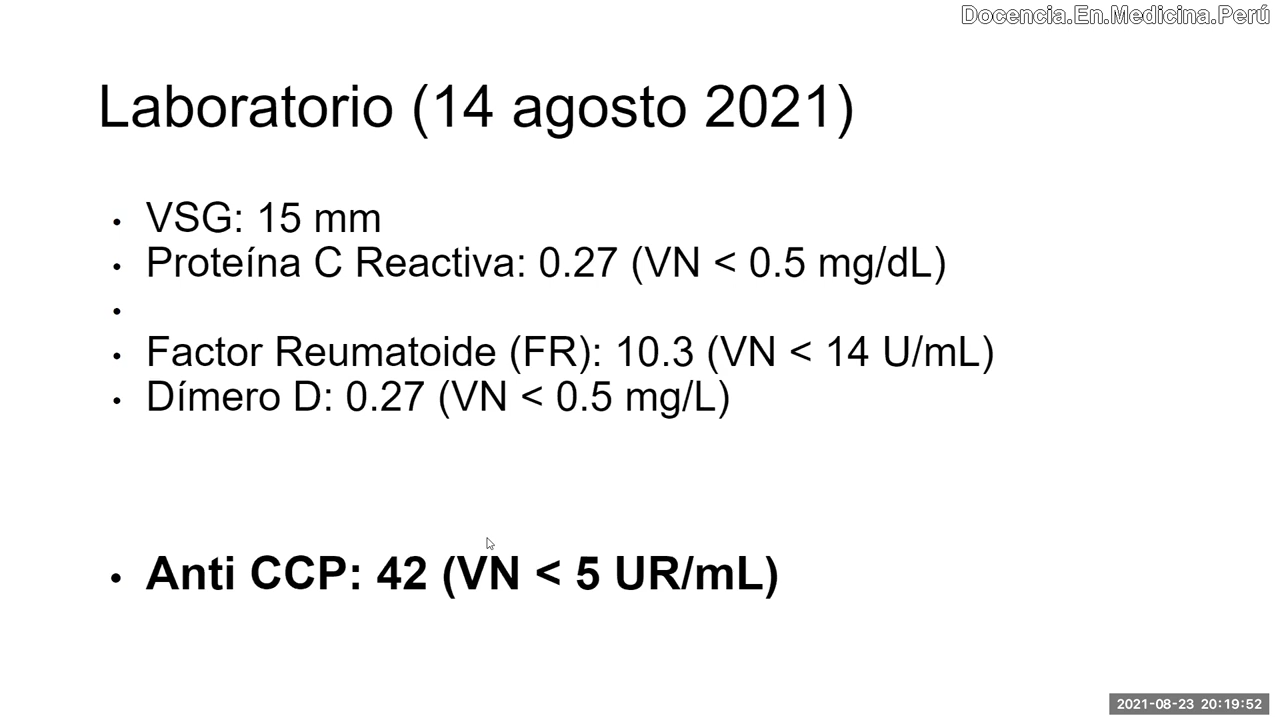 Docencia.En.Medicina.Perú
Laboratorio (14 agosto 2021)
• VSG: 15 mm
• Proteína C Reactiva: 0.27 (VN < 0.5 mg/dL)
•
• Factor Reumatoide (FR): 10.3 (VN < 14 U/mL)
• Dímero D: 0.27 (VN < 0.5 mg/L)
• Anti CCP: 42 (VN < 5 UR/mL)
2021-08-23 20:19:52